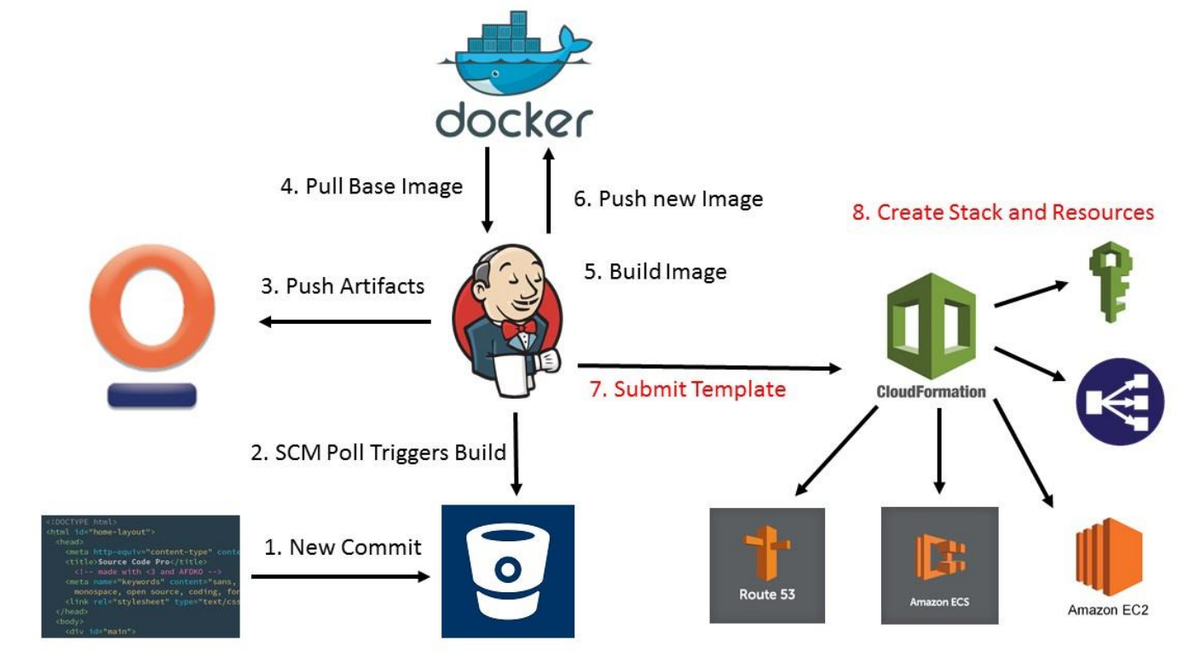 docker
4. Pull Base Image
6. Push new Image
8. Create Stack and Resources
3. Push Artifacts
5. Build Image
7. Submit Template
CloudFormation
2. SCM Poll Triggers Build
1. New Commit
<!DOCTYPE html>
<html id="home-layout">
<head>
<meta http-equiv="content-type" conte
<title>Source Code Pro</title>
<!-- made with <3 and AFDKO -->
<meta name="keywords" content="sans,
monospace, open source, coding, fon
<link rel="stylesheet" type="text/css
</head>
<body>
<div id="main">
Route 53
Amazon ECS
Amazon EC2